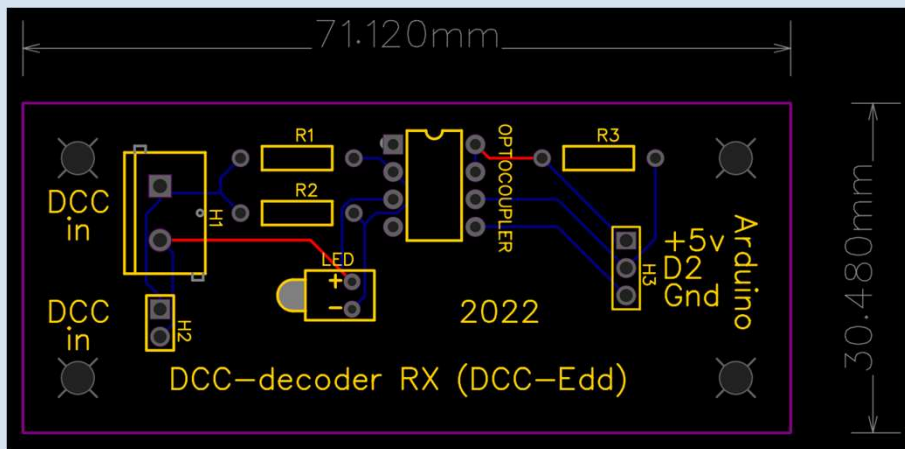 71.120mm
R1
R2
R3
OPTOCOUPLER
DCC
in
H1
LED
+
-
DCC
in
H2
+5v
D2
Gnd
H3
Arduino
2022
DCC-decoder RX (DCC-Edd)
30.480mm